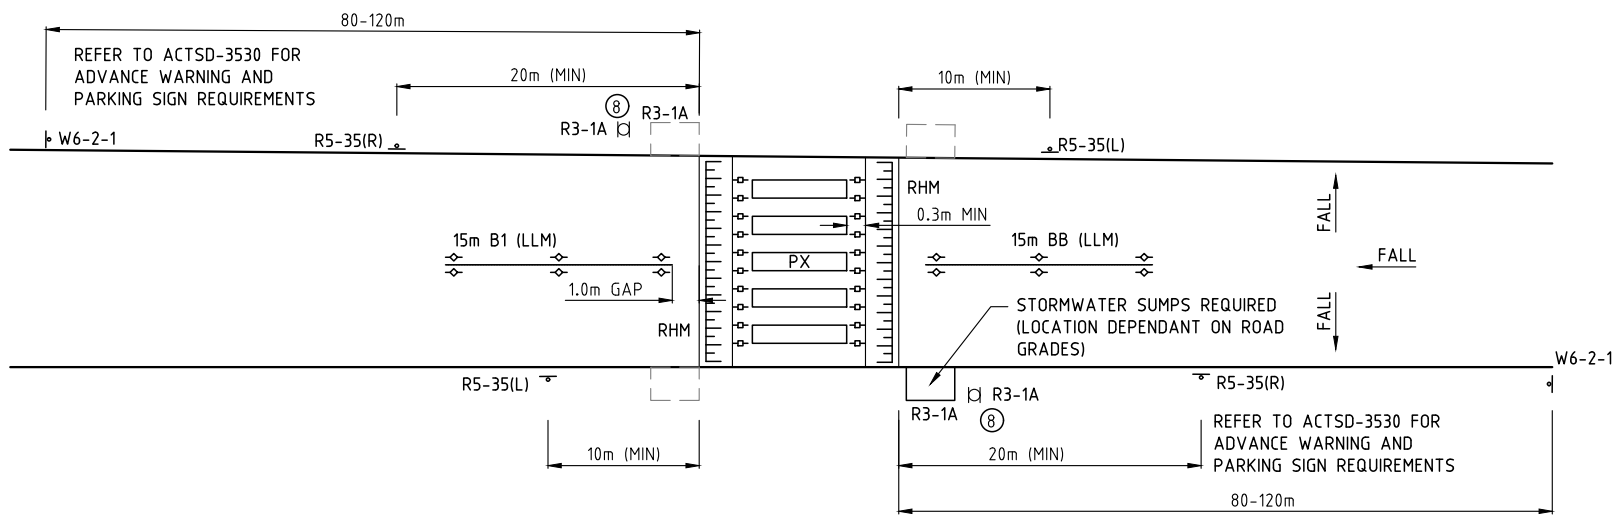 80-120m
REFER TO ACTSD-3530 FOR
ADVANCE WARNING AND
PARKING SIGN REQUIREMENTS
20m (MIN)
10m (MIN)
8
R3-1A
R3-1A
W6-2-1
R5-35(R)
R5-35(L)
RHM
0.3m MIN
FALL
15m B1 (LLM)
15m BB (LLM)
PX
FALL
1.0m GAP
STORMWATER SUMPS REQUIRED
(LOCATION DEPENDANT ON ROAD
GRADES)
FALL
RHM
W6-2-1
R5-35(L)
R5-35(R)
R3-1A
R3-1A
8
REFER TO ACTSD-3530 FOR
ADVANCE WARNING AND
PARKING SIGN REQUIREMENTS
10m (MIN)
20m (MIN)
80-120m